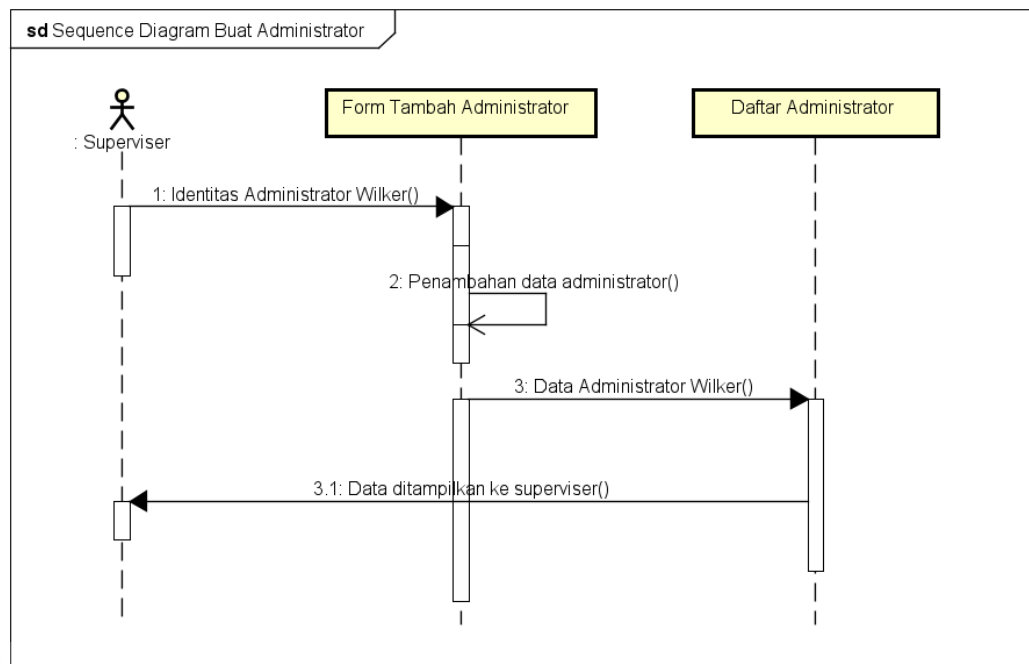 sd Sequence Diagram Buat Administrator
Form Tambah Administrator
Daftar Administrator
: Superviser
1: Identitas Administrator Wilker()
2: Penambahan data administrator()
3: Data Administrator Wilker()
3.1: Data ditampilkan ke superviser()